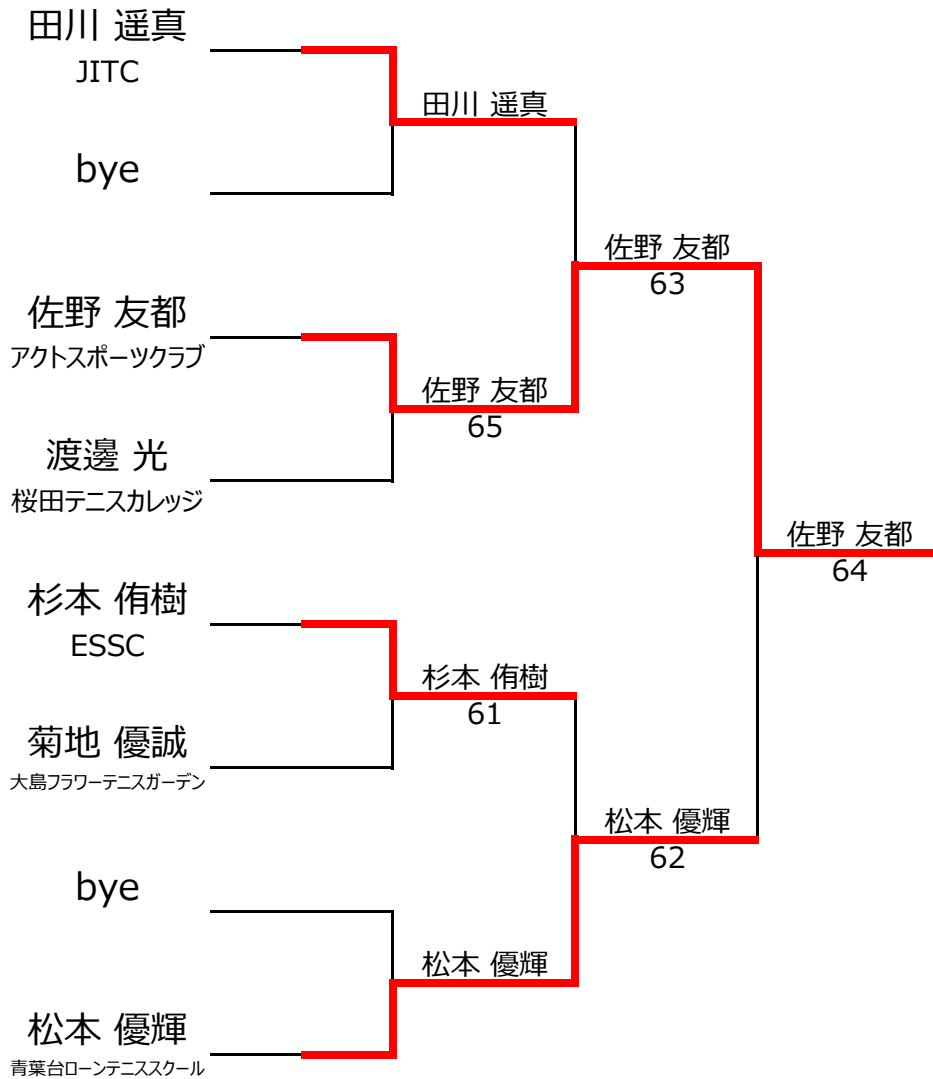 田川 遥真
JITC
bye
佐野 友都
アクトスポーツクラブ
渡邊 光
桜田テニスカレッジ
杉本 侑樹
ESSC
菊地 優誠
大島フラワーテニスガーデン
bye
松本 優輝
青葉台ローンテニススクール
田川 遥真
佐野 友都
65
杉本 侑樹
61
松本 優輝
佐野 友都
63
松本 優輝
62
佐野 友都
64